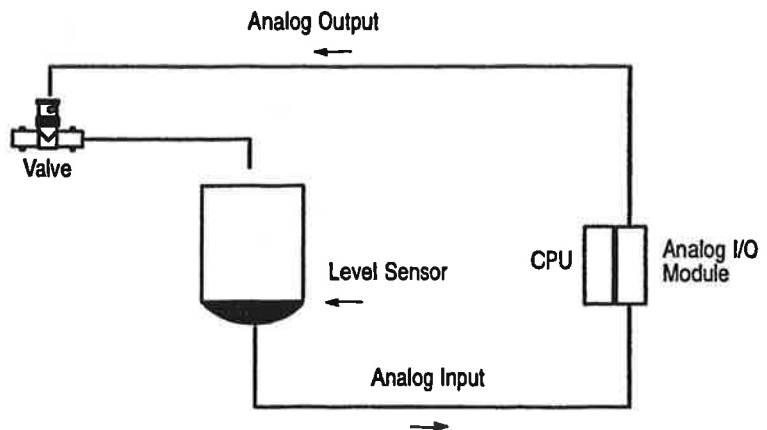 Analog Output
Valve
Level Sensor
CPU
Analog I/O
Module
Analog Input